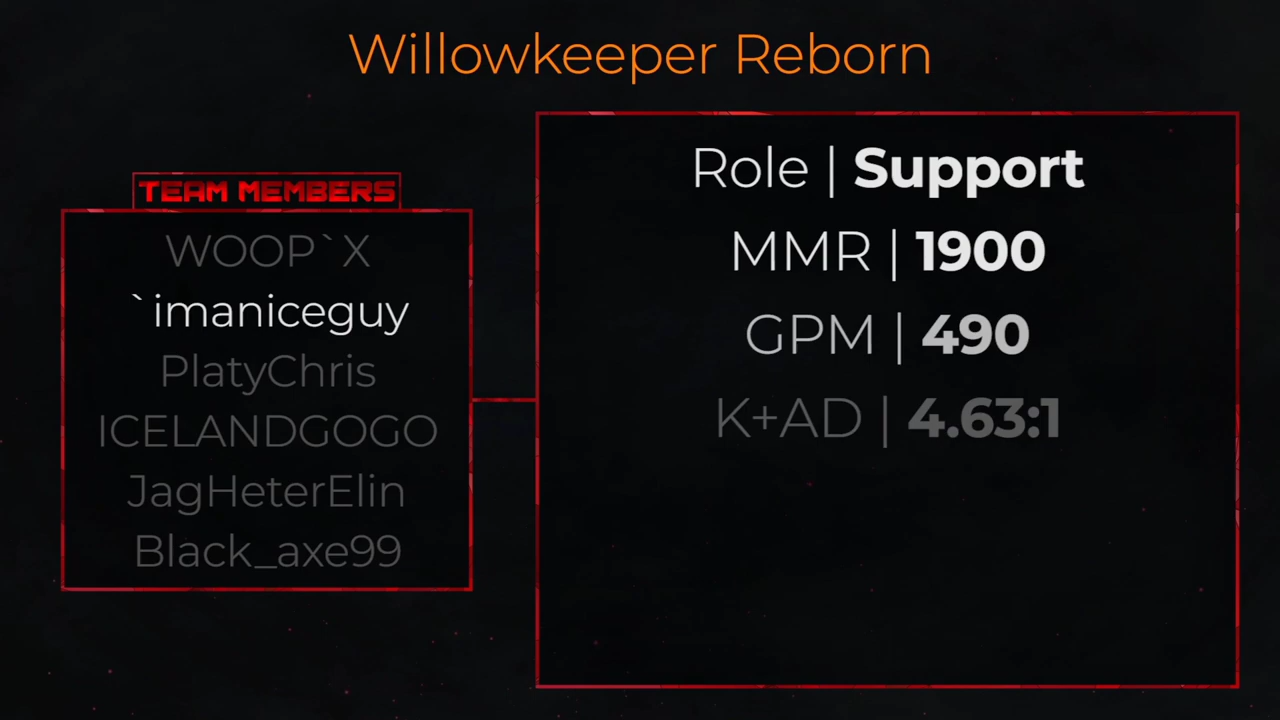 Willowkeeper Reborn
TEAM MEMBERS
WOOP`X
`imaniceguy
PlatyChris
ICELANDGOGO
JagHeterElin
Black_axe99
Role | Support
MMR | 1900
GPM | 490
K+AD | 4.63:1